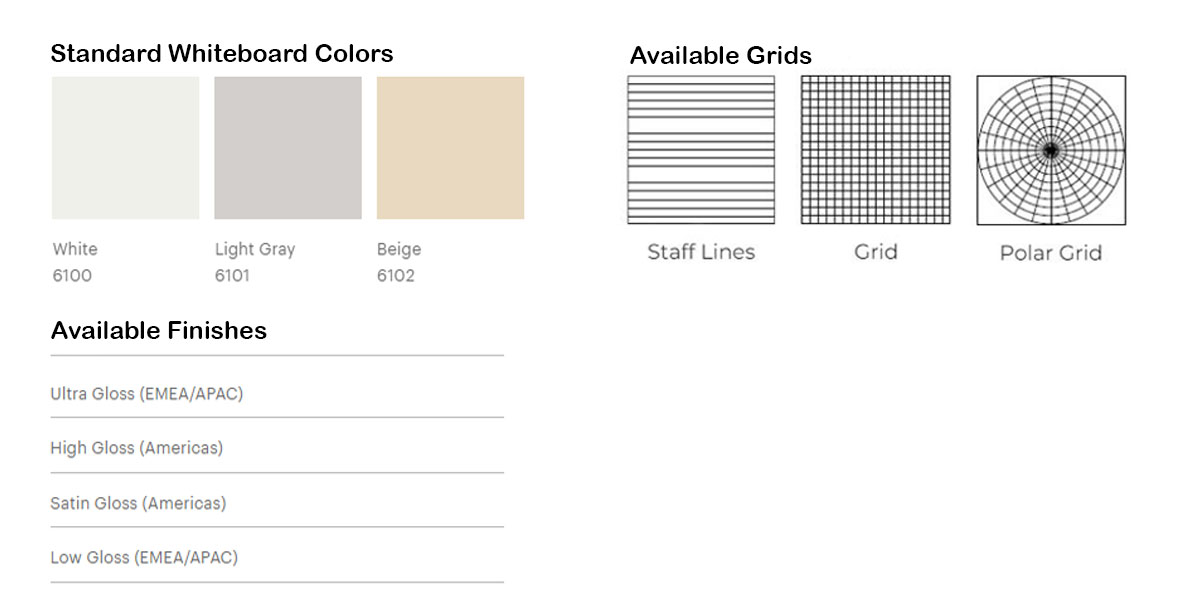 Standard Whiteboard Colors
White
6100
Light Gray
6101
Beige
6102
Available Finishes
Ultra Gloss (EMEA/APAC)
High Gloss (Americas)
Satin Gloss (Americas)
Low Gloss (EMEA/APAC)
Available Grids
Staff Lines
Grid
Polar Grid